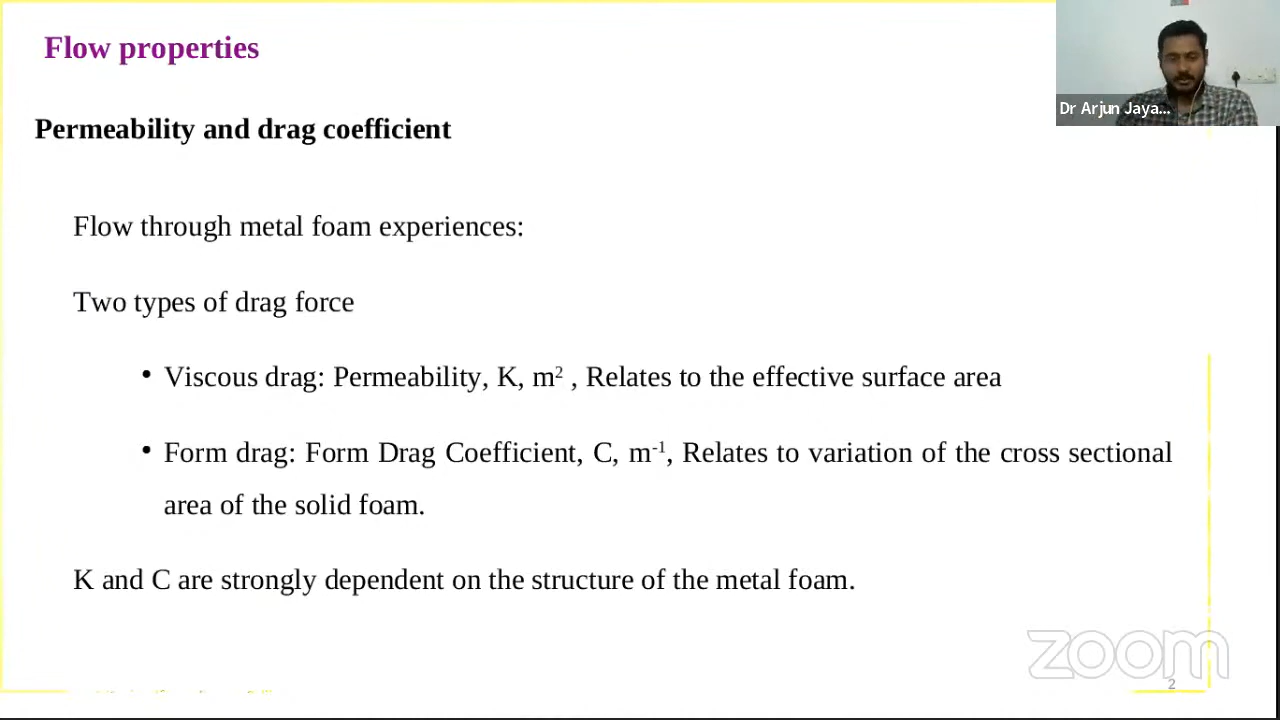 Flow properties
Dr Arjun Jaya...
Permeability and drag coefficient
Flow through metal foam experiences:
Two types of drag force
• Viscous drag: Permeability, K, m² , Relates to the effective surface area
• Form drag: Form Drag Coefficient, C, m⁻¹, Relates to variation of the cross sectional
area of the solid foam.
K and C are strongly dependent on the structure of the metal foam.
zoom
2